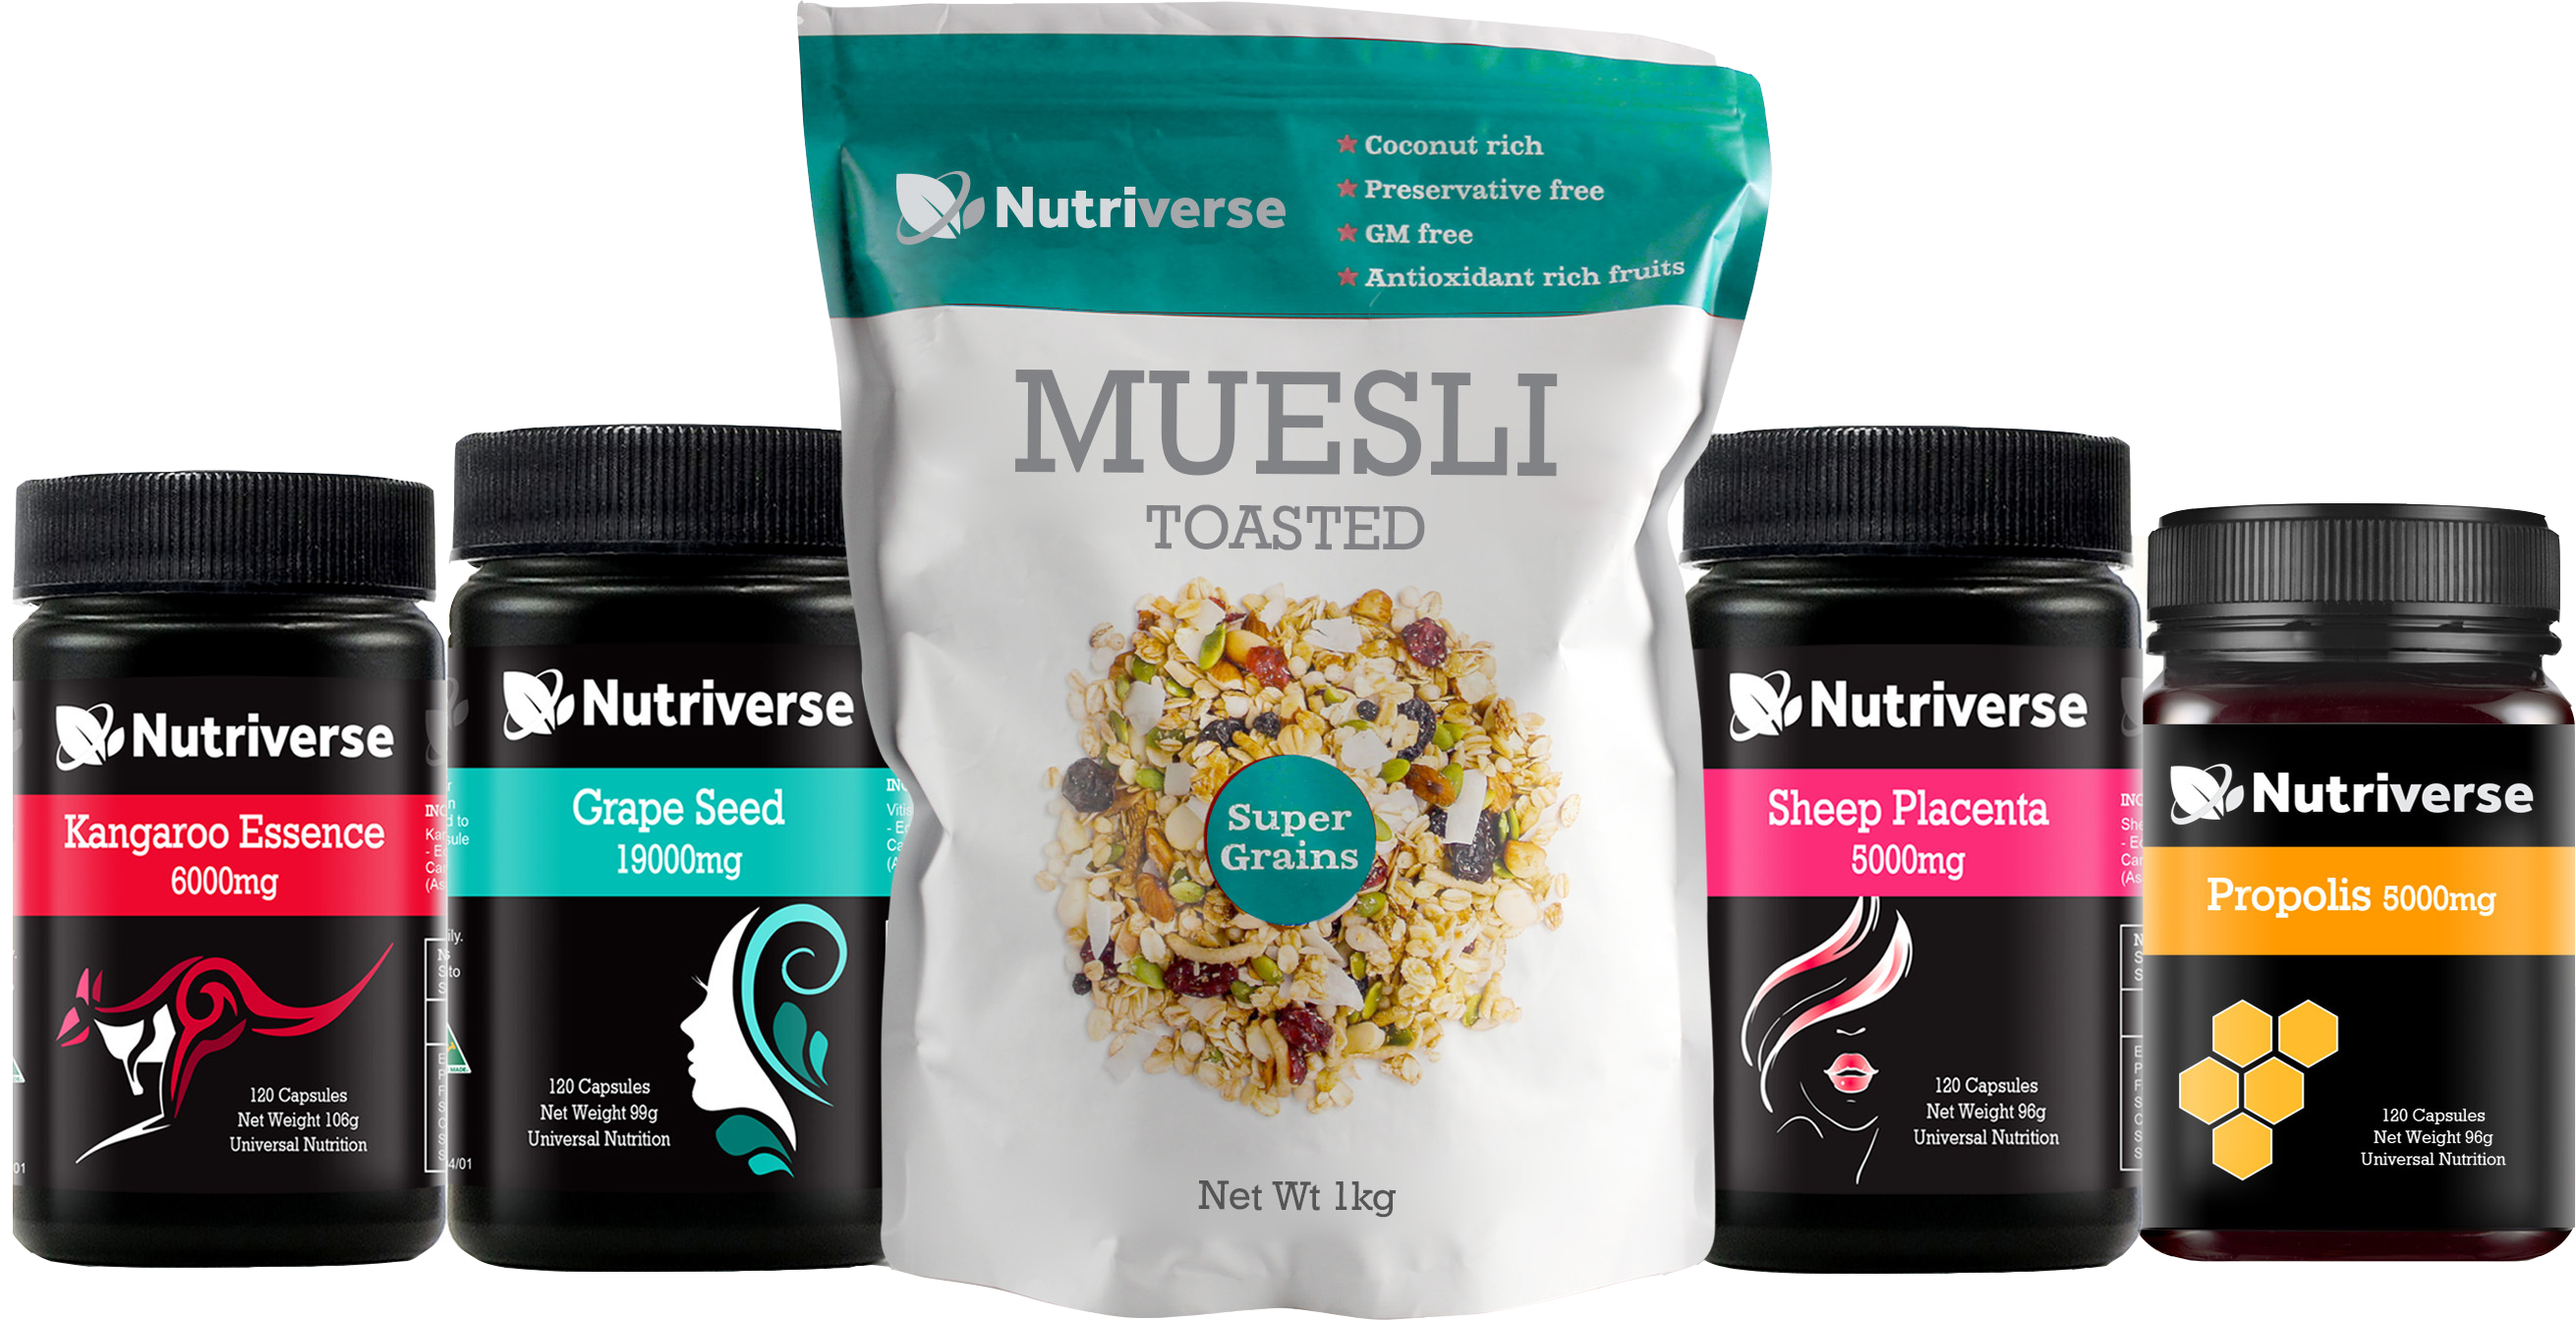 Nutriverse
Kangaroo Essence
6000mg
120 Capsules
Net Weight 106g
Universal Nutrition
Nutriverse
Grape Seed
19000mg
120 Capsules
Net Weight 99g
Universal Nutrition
4/01
Nutriverse
Coconut rich
Preservative free
GM free
Antioxidant rich fruits
MUESLI
TOASTED
Super
Grains
Net Wt 1kg
Nutriverse
Sheep Placenta
5000mg
120 Capsules
Net Weight 96g
Universal Nutrition
Nutriverse
Propolis 5000mg
120 Capsules
Net Weight 96g
Universal Nutrition